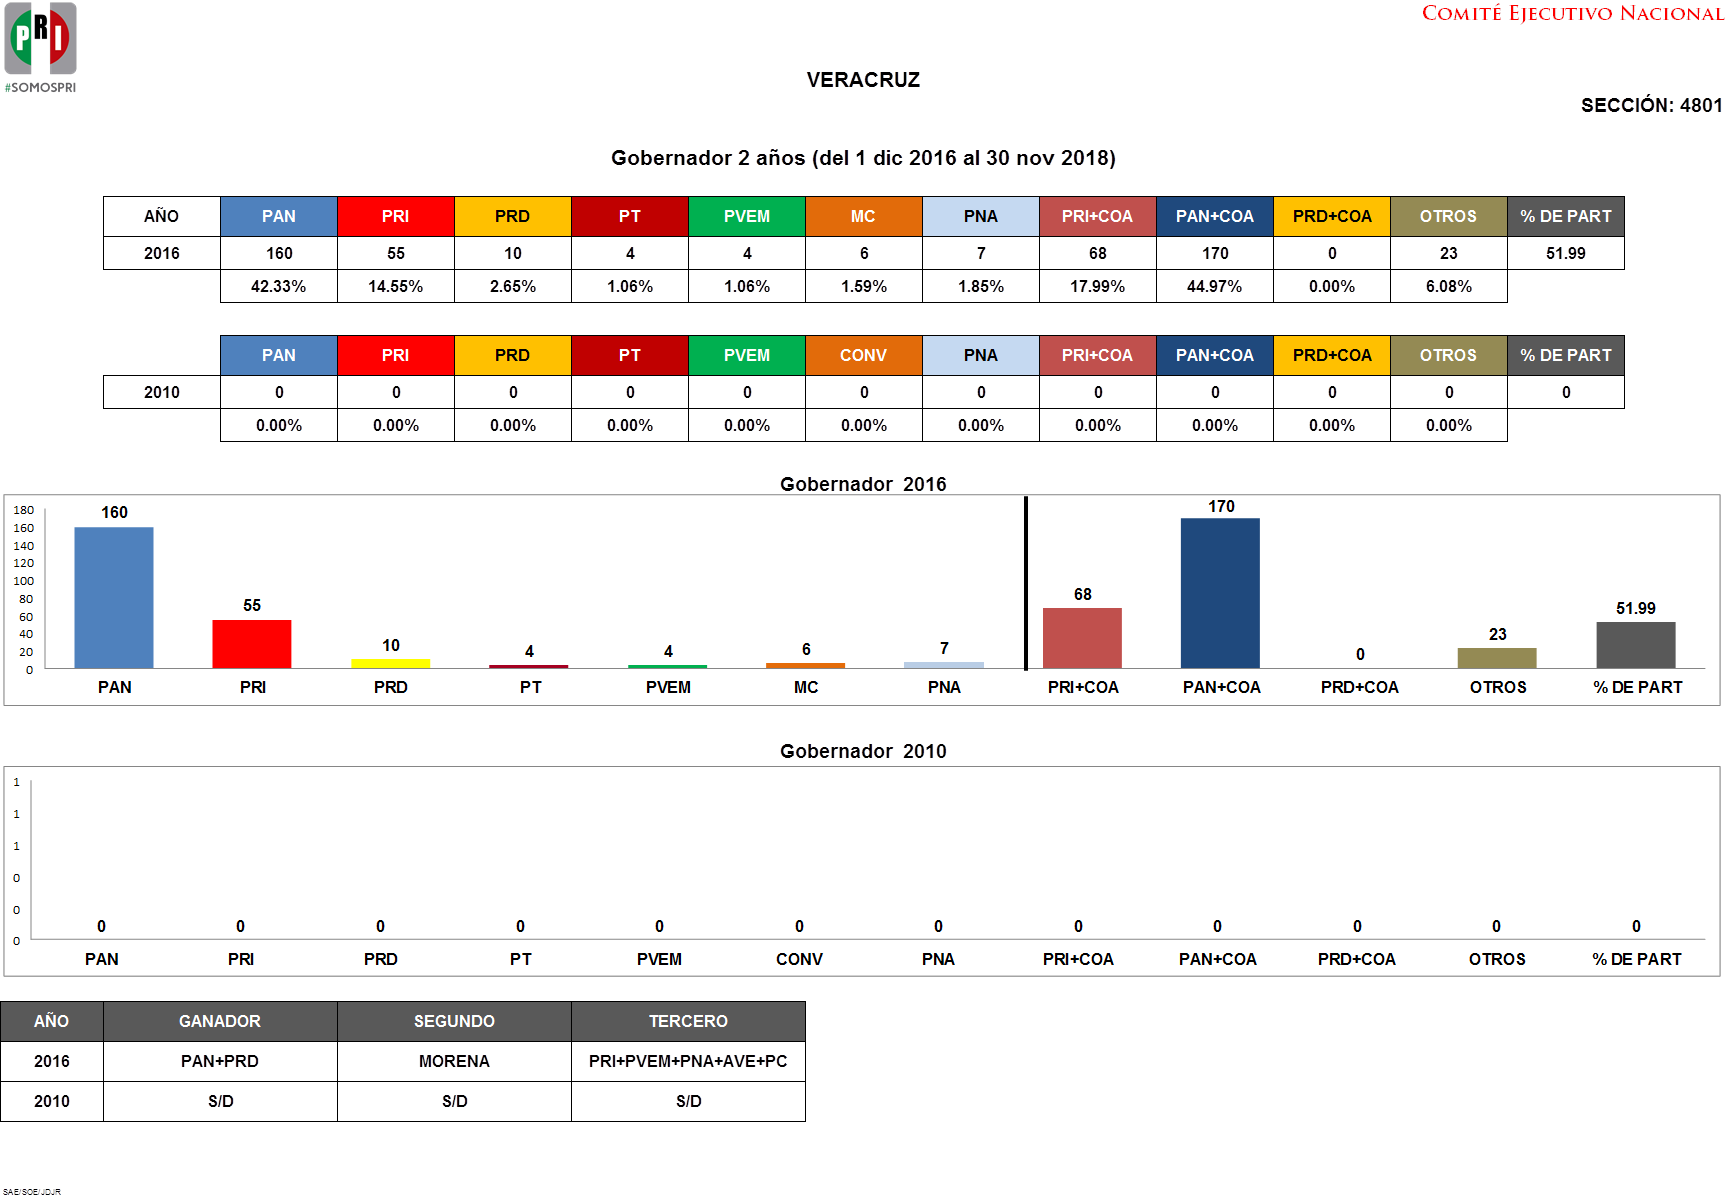 COMITÉ EJECUTIVO NACIONAL
PRI
#SOMOSPRI
VERACRUZ
SECCIÓN: 4801
Gobernador 2 años (del 1 dic 2016 al 30 nov 2018)
AÑO PAN PRI PRD PT PVEM MC PNA PRI+COA PAN+COA PRD+COA OTROS % DE PART
2016 160 55 10 4 4 6 7 68 170 0 23 51.99
42.33% 14.55% 2.65% 1.06% 1.06% 1.59% 1.85% 17.99% 44.97% 0.00% 6.08%
PAN PRI PRD PT PVEM CONV PNA PRI+COA PAN+COA PRD+COA OTROS % DE PART
2010 0 0 0 0 0 0 0 0 0 0 0 0
0.00% 0.00% 0.00% 0.00% 0.00% 0.00% 0.00% 0.00% 0.00% 0.00% 0.00%
Gobernador 2016
180
160
140
120
100
80
60
40
20
0
160 55 10 4 4 6 7 68 170 0 23 51.99
PAN PRI PRD PT PVEM MC PNA PRI+COA PAN+COA PRD+COA OTROS % DE PART
Gobernador 2010
1
1
1
0
0
0
0 0 0 0 0 0 0 0 0 0 0 0
PAN PRI PRD PT PVEM CONV PNA PRI+COA PAN+COA PRD+COA OTROS % DE PART
AÑO GANADOR SEGUNDO TERCERO
2016 PAN+PRD MORENA PRI+PVEM+PNA+AVE+PC
2010 S/D S/D S/D
SAE/SOE/JDJR